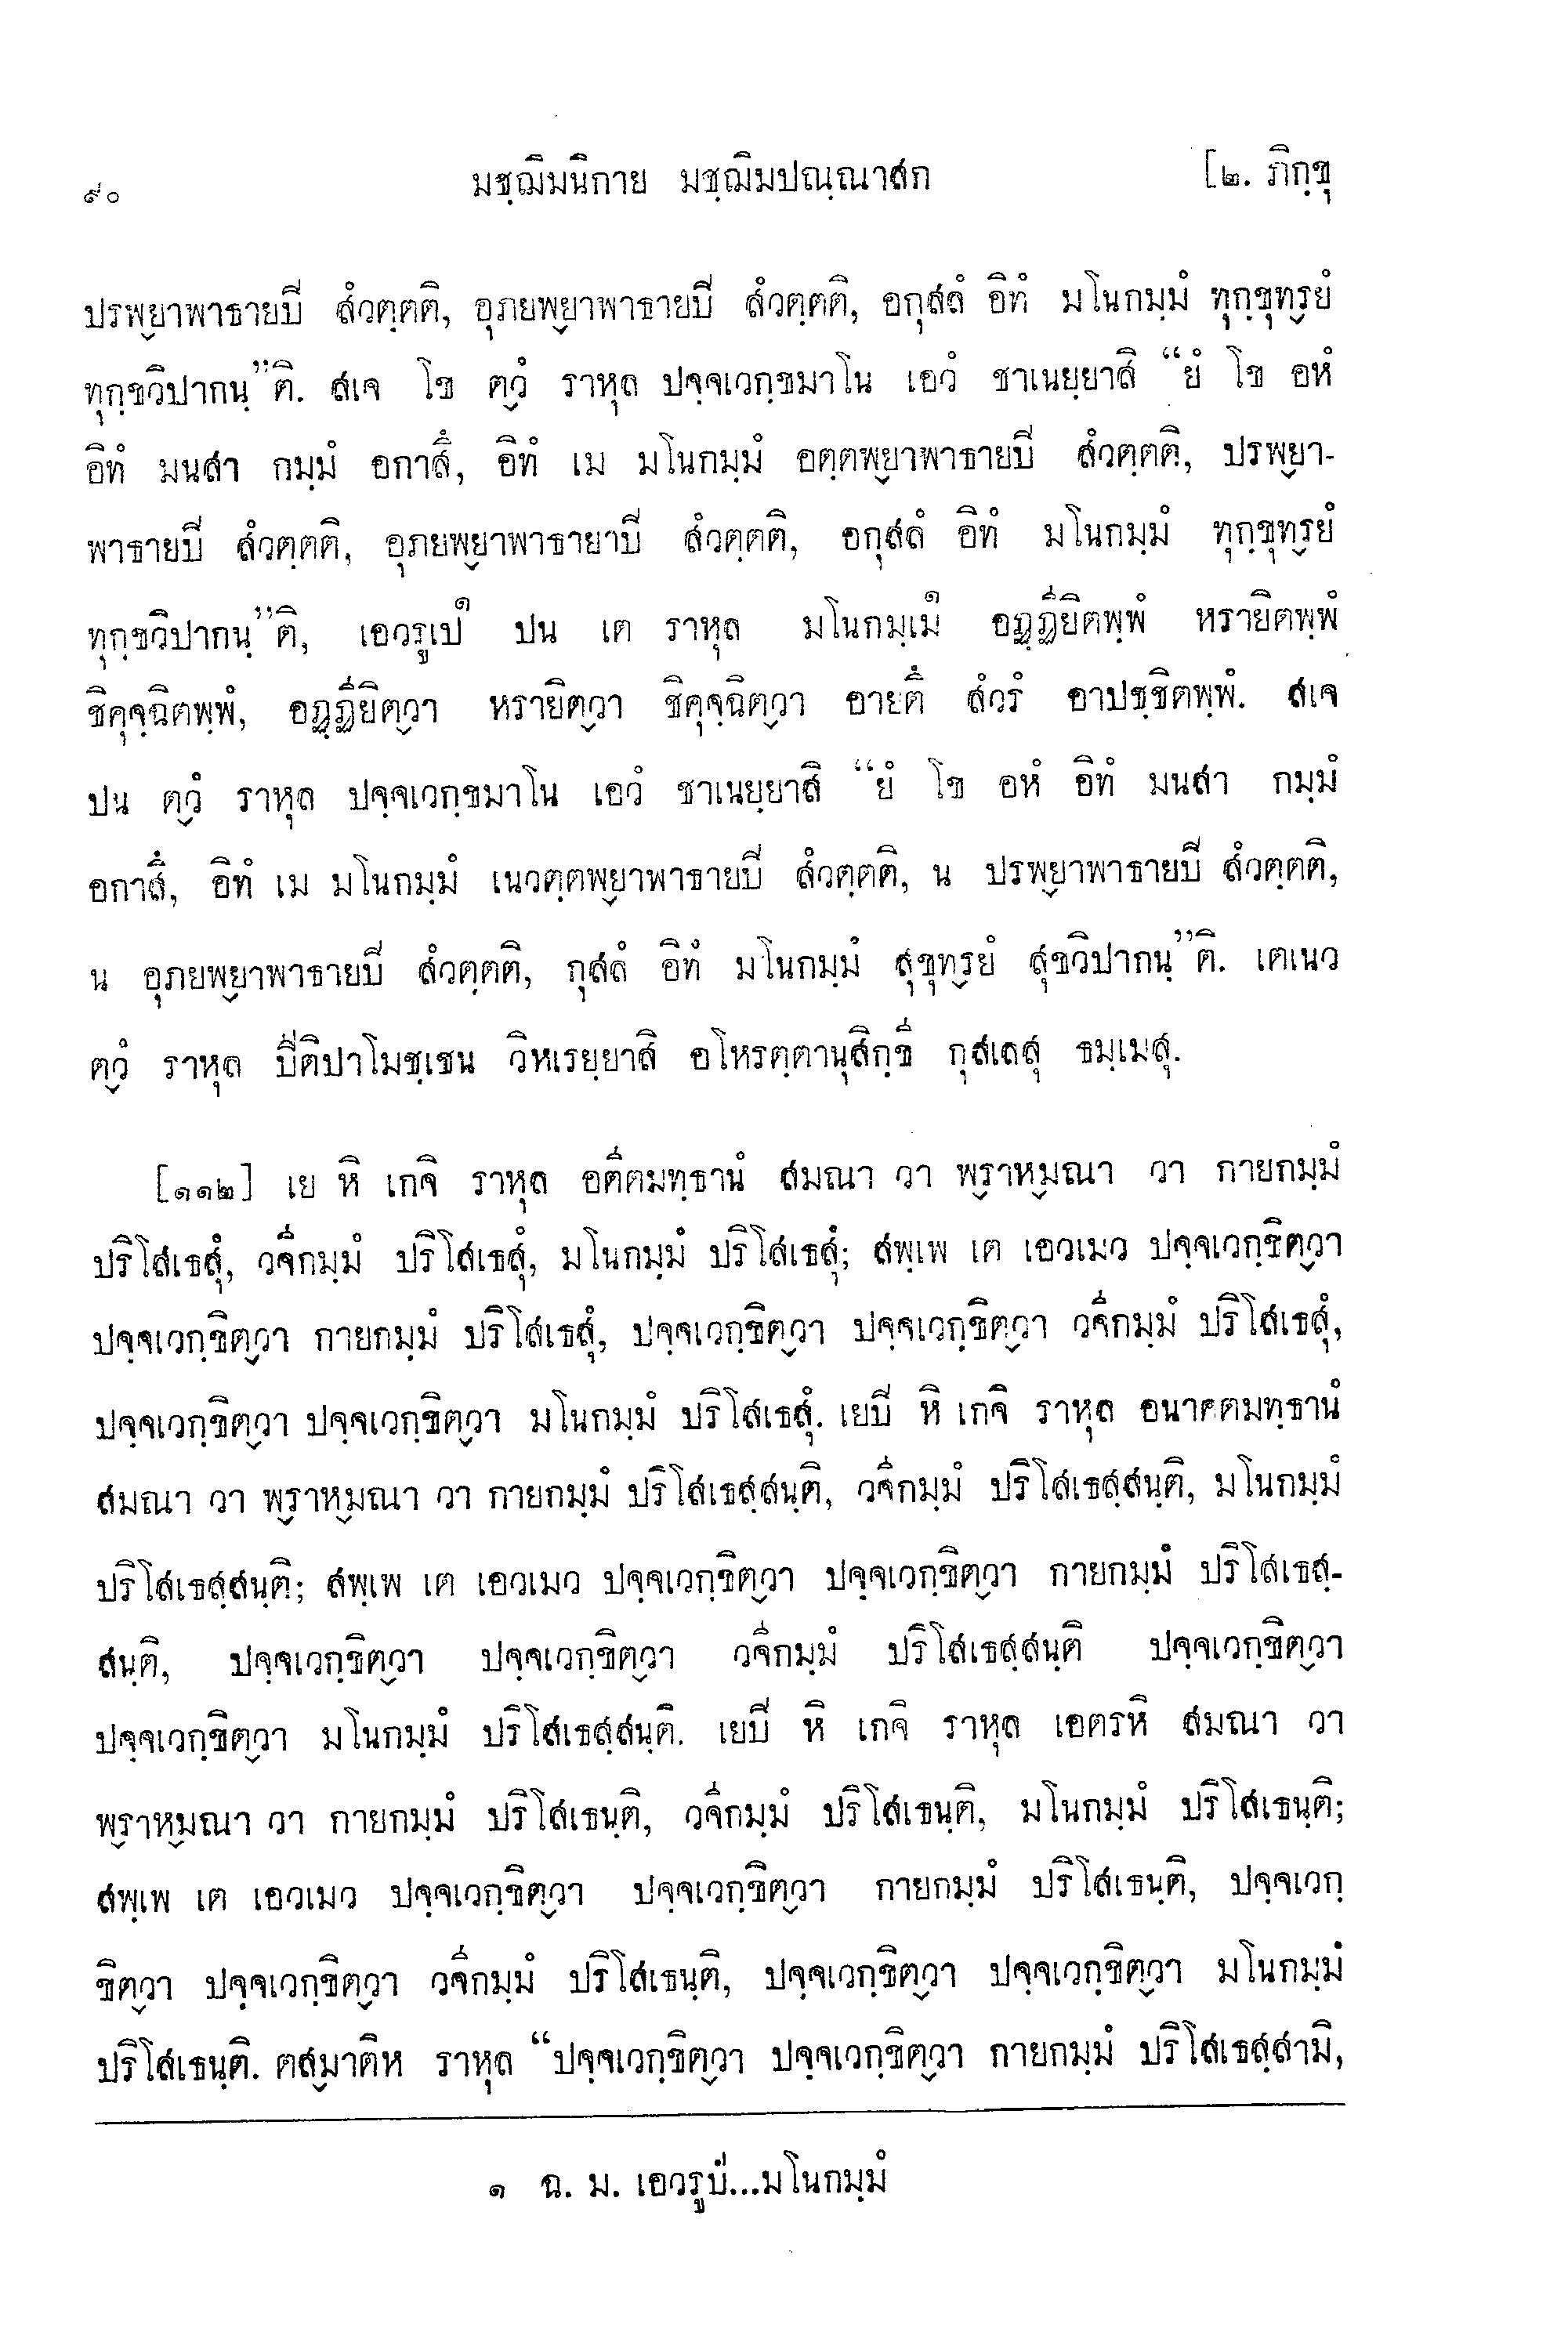 ๙๐ มชฺฌิมนิกาย มชฺฌิมปณฺณาสก [๒. ภิกฺขุ
ปรพฺยาพาธายปิ สํวตฺตติ, อุภยพฺยาพาธายปิ สํวตฺตติ, อกุสลํ อิทํ มโนกมฺมํ ทุกฺขุทฺรยํ
ทุกฺขวิปากนฺ”ติ. สเจ โข ตฺวํ ราหุล ปจฺจเวกฺขมาโน เอวํ ชาเนยฺยาสิ “ยํ โข อหํ
อิทํ มนสา กมฺมํ อกาสึ, อิทํ เม มโนกมฺมํ อตฺตพฺยาพาธายปิ สํวตฺตติ, ปรพฺยา-
พาธายปิ สํวตฺตติ, อุภยพฺยาพาธายาปิ สํวตฺตติ, อกุสลํ อิทํ มโนกมฺมํ ทุกฺขุทฺรยํ
ทุกฺขวิปากนฺ”ติ, เอวรูเป๑ ปน เต ราหุล มโนกมฺเม๑ อฏฺฏียิตพฺพํ หรายิตพฺพํ
ชิคุจฺฉิตพฺพํ, อฏฺฏียิตฺวา หรายิตฺวา ชิคุจฺฉิตฺวา อายตึ สํวรํ อาปชฺชิตพฺพํ. สเจ
ปน ตฺวํ ราหุล ปจฺจเวกฺขมาโน เอวํ ชาเนยฺยาสิ “ยํ โข อหํ อิทํ มนสา กมฺมํ
อกาสึ, อิทํ เม มโนกมฺมํ เนวตฺตพฺยาพาธายปิ สํวตฺตติ, น ปรพฺยาพาธายปิ สํวตฺตติ,
น อุภยพฺยาพาธายปิ สํวตฺตติ, กุสลํ อิทํ มโนกมฺมํ สุขุทฺรยํ สุขวิปากนฺ”ติ. เตเนว
ตฺวํ ราหุล ปีติปาโมชฺเชน วิหเรยฺยาสิ อโหรตฺตานุสิกฺขี กุสเลสุ ธมฺเมสุ.
[๑๑๒] เย หิ เกจิ ราหุล อตีตมทฺธานํ สมณา วา พฺราหฺมณา วา กายกมฺมํ
ปริโสเธสุํ, วจีกมฺมํ ปริโสเธสุํ, มโนกมฺมํ ปริโสเธสุํ; สพฺเพ เต เอวเมว ปจฺจเวกฺขิตฺวา
ปจฺจเวกฺขิตฺวา กายกมฺมํ ปริโสเธสุํ, ปจฺจเวกฺขิตฺวา ปจฺจเวกฺขิตฺวา วจีกมฺมํ ปริโสเธสุํ,
ปจฺจเวกฺขิตฺวา ปจฺจเวกฺขิตฺวา มโนกมฺมํ ปริโสเธสุํ. เยปิ หิ เกจิ ราหุล อนาคตมทฺธานํ
สมณา วา พฺราหฺมณา วา กายกมฺมํ ปริโสเธสฺสนฺติ, วจีกมฺมํ ปริโสเธสฺสนฺติ, มโนกมฺมํ
ปริโสเธสฺสนฺติ; สพฺเพ เต เอวเมว ปจฺจเวกฺขิตฺวา ปจฺจเวกฺขิตฺวา กายกมฺมํ ปริโสเธสฺ-
สนฺติ, ปจฺจเวกฺขิตฺวา ปจฺจเวกฺขิตฺวา วจีกมฺมํ ปริโสเธสฺสนฺติ ปจฺจเวกฺขิตฺวา
ปจฺจเวกฺขิตฺวา มโนกมฺมํ ปริโสเธสฺสนฺติ. เยปิ หิ เกจิ ราหุล เอตรหิ สมณา วา
พฺราหฺมณา วา กายกมฺมํ ปริโสเธนฺติ, วจีกมฺมํ ปริโสเธนฺติ, มโนกมฺมํ ปริโสเธนฺติ;
สพฺเพ เต เอวเมว ปจฺจเวกฺขิตฺวา ปจฺจเวกฺขิตฺวา กายกมฺมํ ปริโสเธนฺติ, ปจฺจเวกฺ
ขิตฺวา ปจฺจเวกฺขิตฺวา วจีกมฺมํ ปริโสเธนฺติ, ปจฺจเวกฺขิตฺวา ปจฺจเวกฺขิตฺวา มโนกมฺมํ
ปริโสเธนฺติ. ตสฺมาติห ราหุล “ปจฺจเวกฺขิตฺวา ปจฺจเวกฺขิตฺวา กายกมฺมํ ปริโสเธสฺสามิ,
๑ ฉ. ม. เอวรูปํ...มโนกมฺมํ